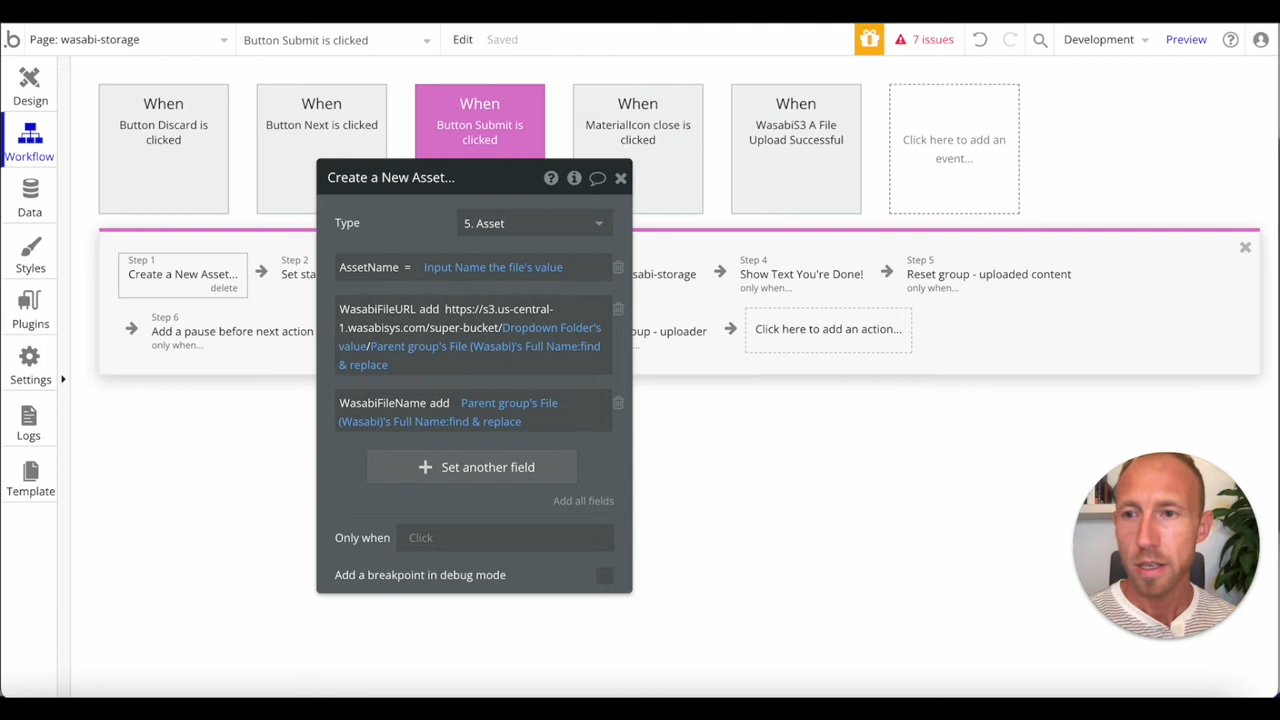 Page: wasabi-storage
Button Submit is clicked
Edit
Saved
7 issues
Development
Preview
Design
Workflow
Data
Styles
Plugins
Settings
Logs
Template
When
Button Discard is
clicked
When
Button Next is clicked
When
Button Submit is
clicked
When
MaterialIcon close is
clicked
When
WasabiS3 A File
Upload Successful
Click here to add an
event...
Step 1
Create a New Asset...
delete
Step 2
Set sta
asabi-storage
Step 4
Show Text You're Done!
only when...
Step 5
Reset group - uploaded content
only when...
Step 6
Add a pause before next action
only when...
oup - uploader
Click here to add an action...
Create a New Asset...
Type
5. Asset
AssetName = Input Name the file's value
WasabiFileURL add https://s3.us-central-
1.wasabisys.com/super-bucket/Dropdown Folder's
value/Parent group's File (Wasabi)'s Full Name:find
& replace
WasabiFileName add Parent group's File
(Wasabi)'s Full Name:find & replace
Set another field
Add all fields
Only when
Click
Add a breakpoint in debug mode